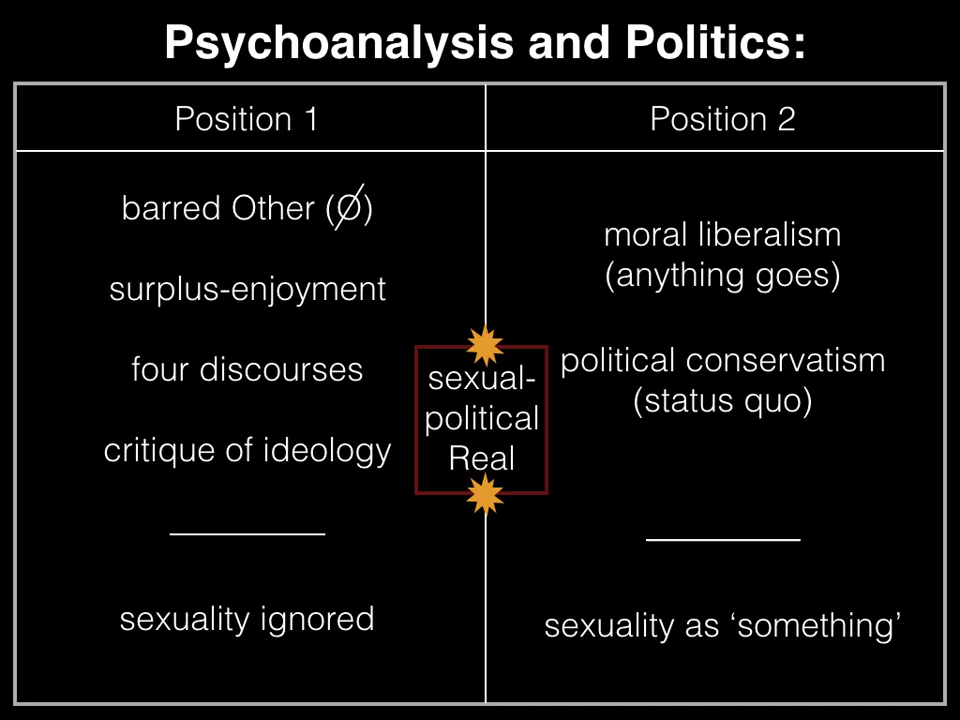 Psychoanalysis and Politics:
Position 1
Position 2
barred Other (Ø)
surplus-enjoyment
four discourses
critique of ideology
sexuality ignored
sexual-
political
Real
moral liberalism
(anything goes)
political conservatism
(status quo)
sexuality as ‘something’